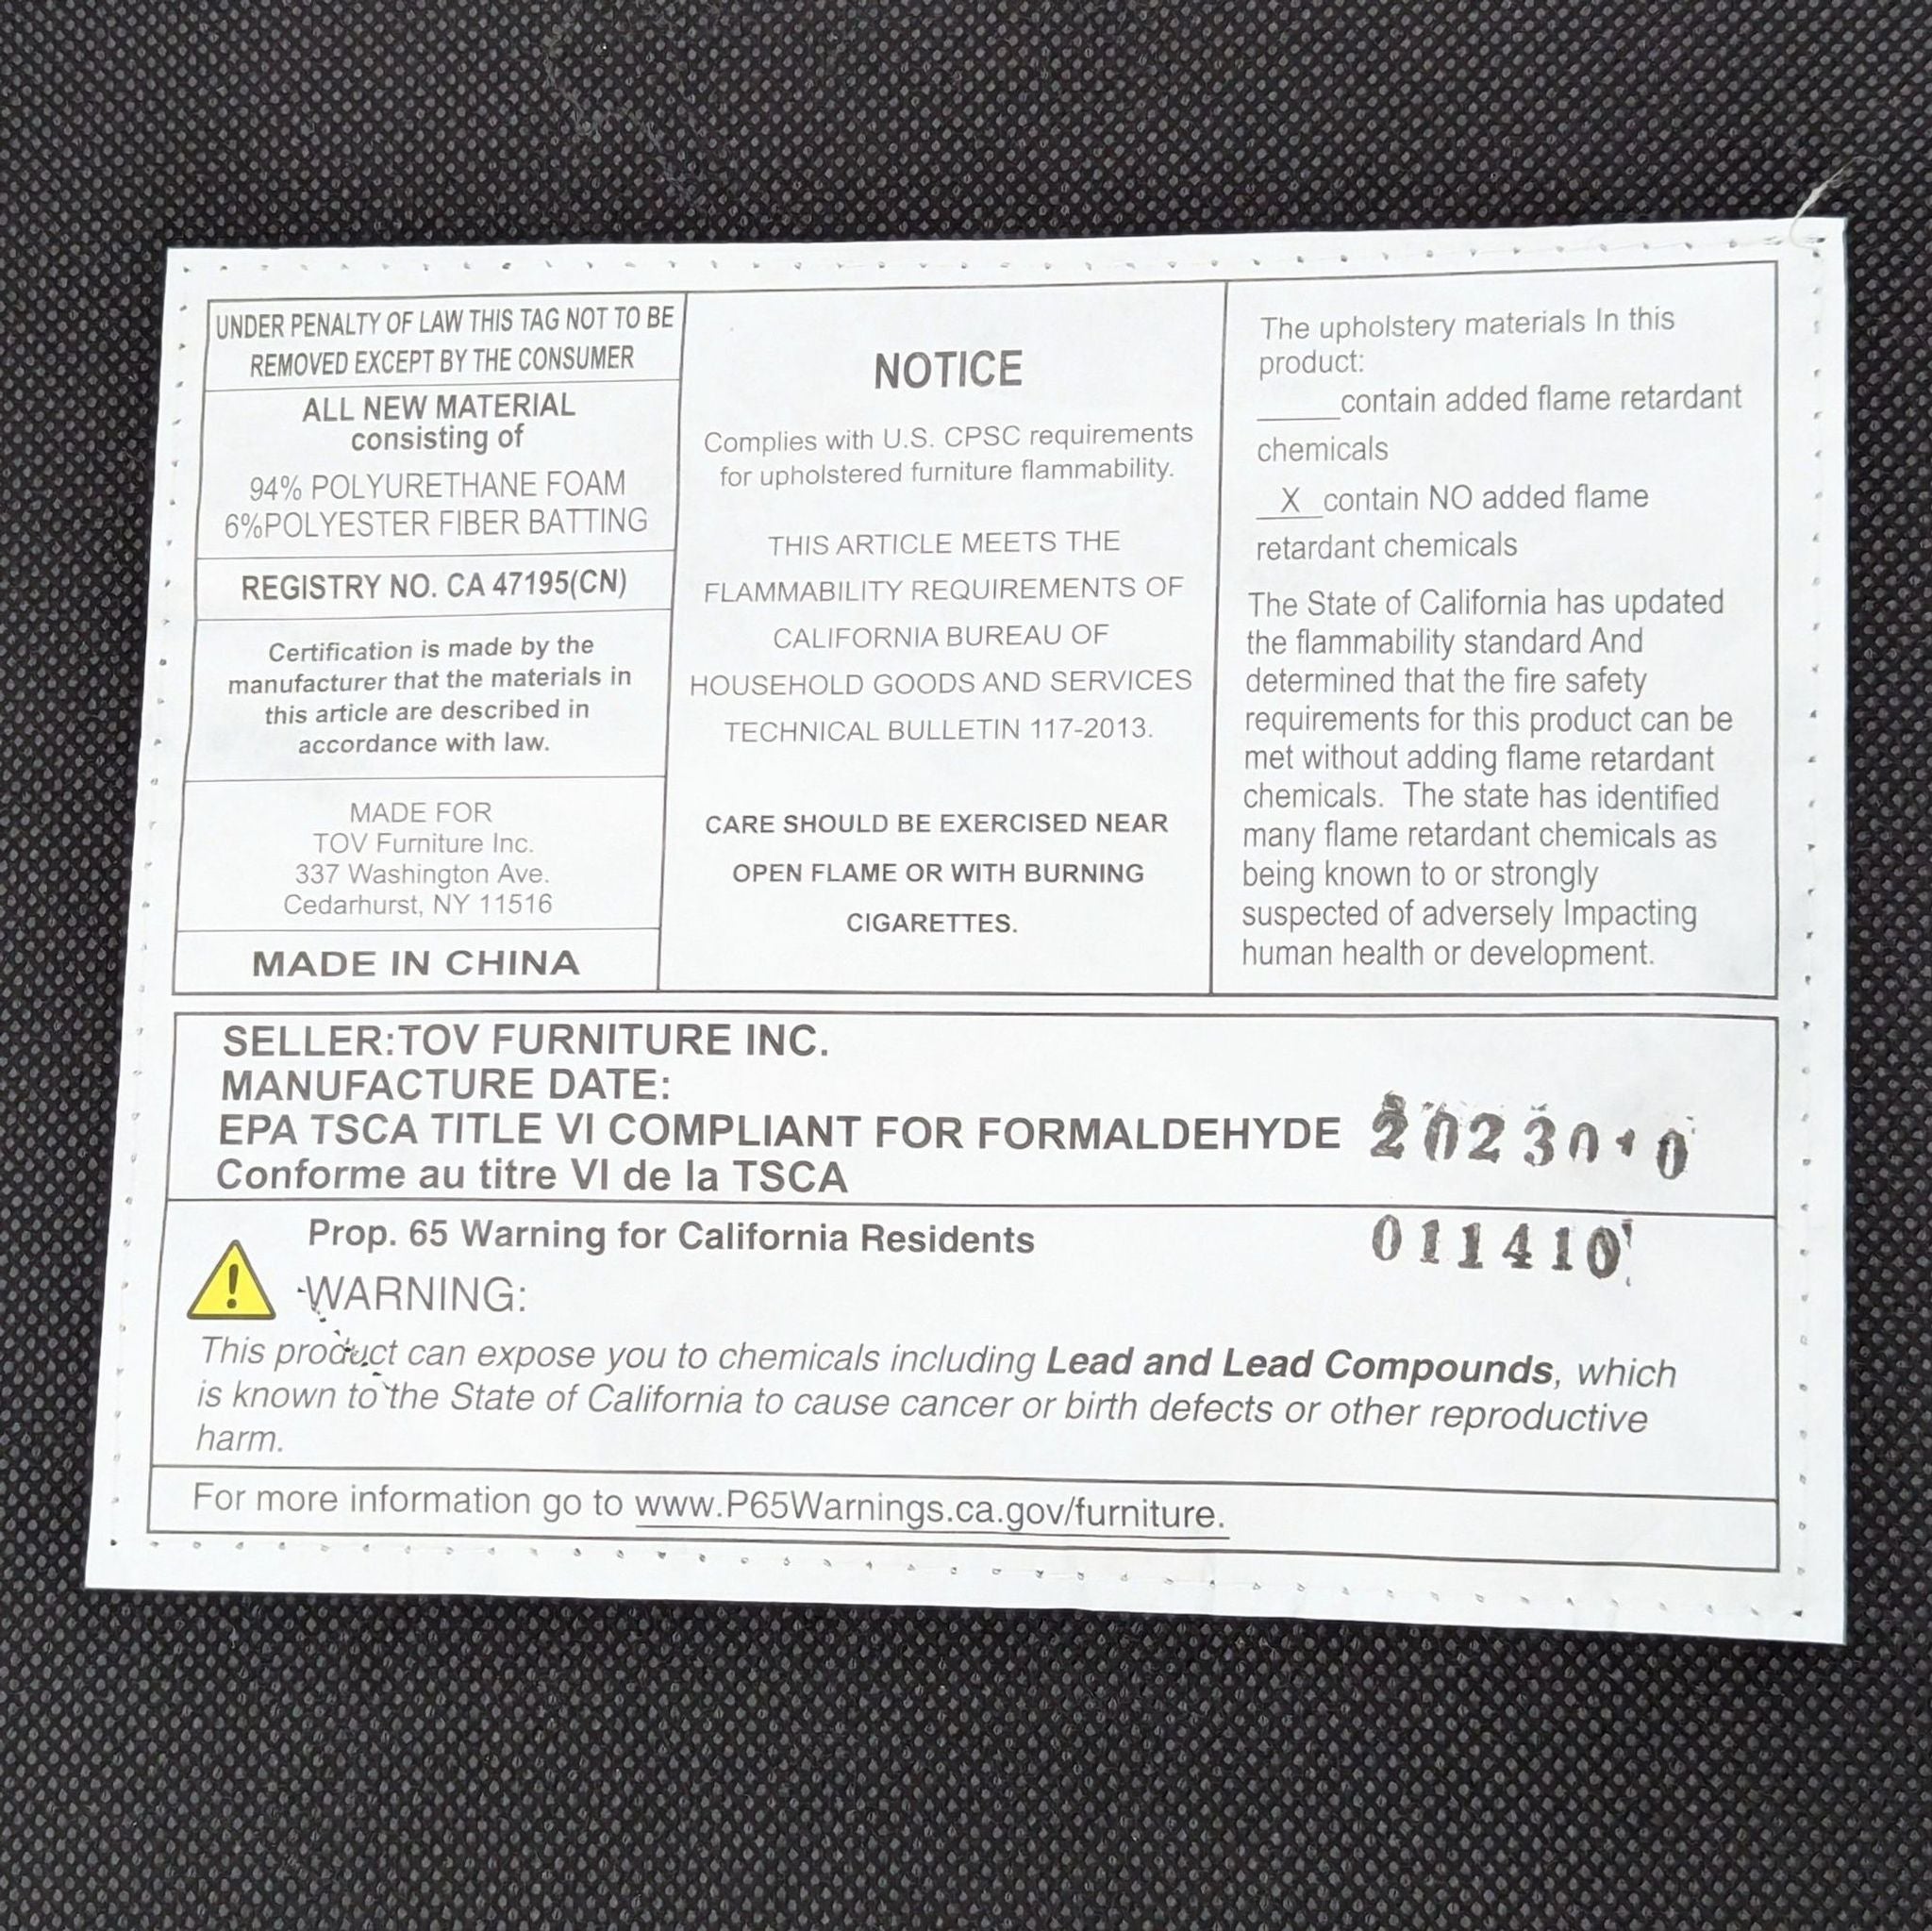 UNDER PENALTY OF LAW THIS TAG NOT TO BE
REMOVED EXCEPT BY THE CONSUMER
ALL NEW MATERIAL
consisting of
94% POLYURETHANE FOAM
6%POLYESTER FIBER BATTING
REGISTRY NO. CA 47195(CN)
Certification is made by the
manufacturer that the materials in
this article are described in
accordance with law.
MADE FOR
TOV Furniture Inc.
337 Washington Ave.
Cedarhurst, NY 11516
MADE IN CHINA
NOTICE
Complies with U.S. CPSC requirements
for upholstered furniture flammability.
THIS ARTICLE MEETS THE
FLAMMABILITY REQUIREMENTS OF
CALIFORNIA BUREAU OF
HOUSEHOLD GOODS AND SERVICES
TECHNICAL BULLETIN 117-2013.
CARE SHOULD BE EXERCISED NEAR
OPEN FLAME OR WITH BURNING
CIGARETTES.
The upholstery materials In this
product:
_____contain added flame retardant
chemicals
__X__contain NO added flame
retardant chemicals
The State of California has updated
the flammability standard And
determined that the fire safety
requirements for this product can be
met without adding flame retardant
chemicals. The state has identified
many flame retardant chemicals as
being known to or strongly
suspected of adversely Impacting
human health or development.
SELLER:TOV FURNITURE INC.
MANUFACTURE DATE:
EPA TSCA TITLE VI COMPLIANT FOR FORMALDEHYDE
Conforme au titre VI de la TSCA
Prop. 65 Warning for California Residents
011410
WARNING:
This product can expose you to chemicals including Lead and Lead Compounds, which
is known to the State of California to cause cancer or birth defects or other reproductive
harm.
For more information go to www.P65Warnings.ca.gov/furniture.